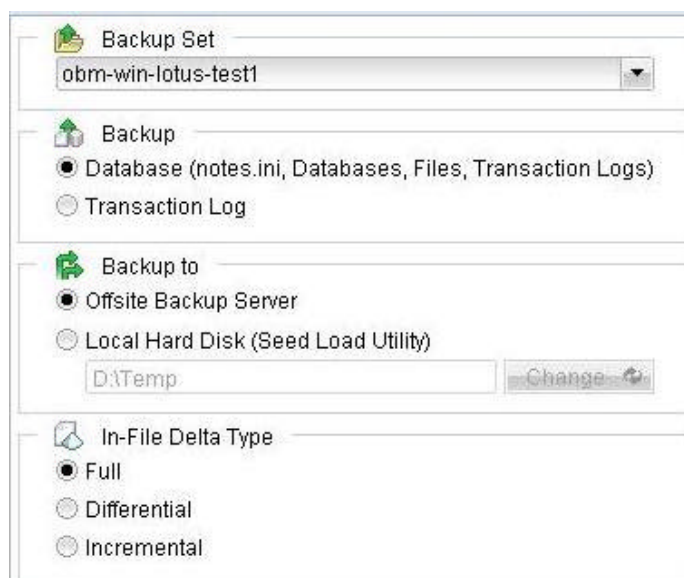 Backup Set
obm-win-lotus-test1
Backup
Database (notes.ini, Databases, Files, Transaction Logs)
Transaction Log
Backup to
Offsite Backup Server
Local Hard Disk (Seed Load Utility)
D:\Temp
Change
In-File Delta Type
Full
Differential
Incremental